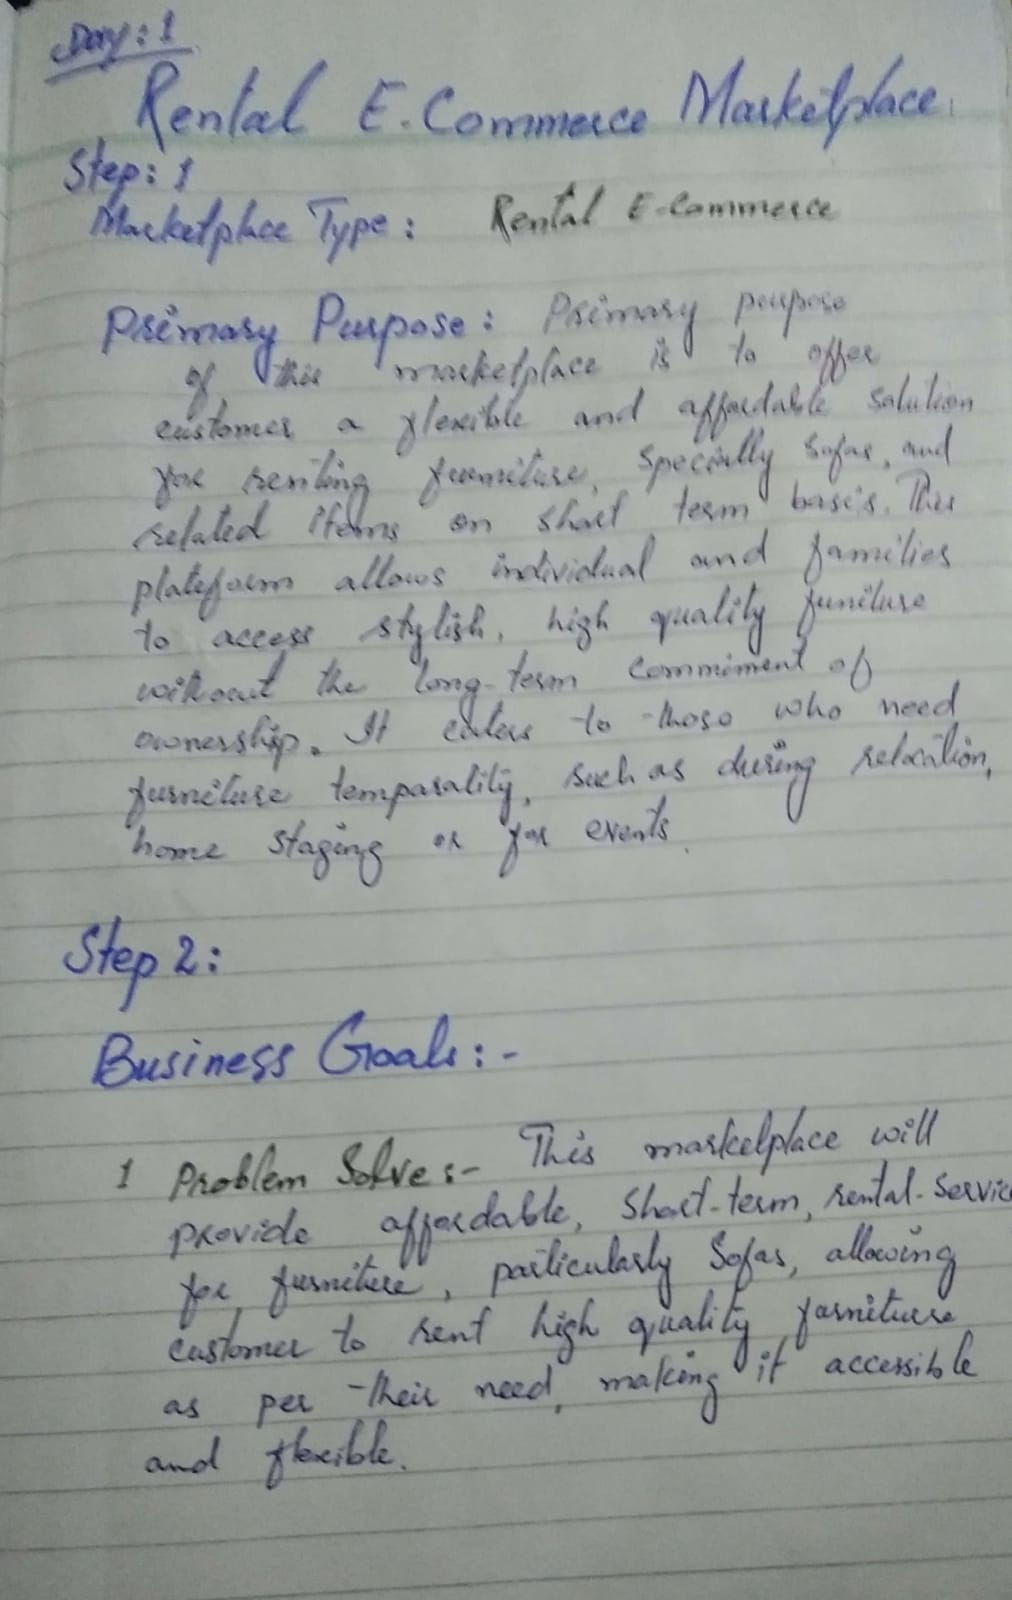 Day: 1
Rental E-Commerce Marketplace
Step: 1
Marketplace Type: Rental E-Commerce
Primary Purpose: Primary purpose
of this marketplace is to offer
customer a flexible and affordable solution
for renting furniture, specially sofas, and
related items on short term basis. This
plateform allows individual and families
to access stylish, high quality funiture
without the long-term commiment of
ownership. It caters to those who need
furniture temparality, such as during relocation,
home staging or for events.
Step 2:
Business Goals:-
1 Problem Solve:- This marketplace will
provide affordable, short-term, rental-servic
for furniture, particularly Sofas, allowing
customer to rent high quality farniture
as per their need, making it accessible
and flexible.